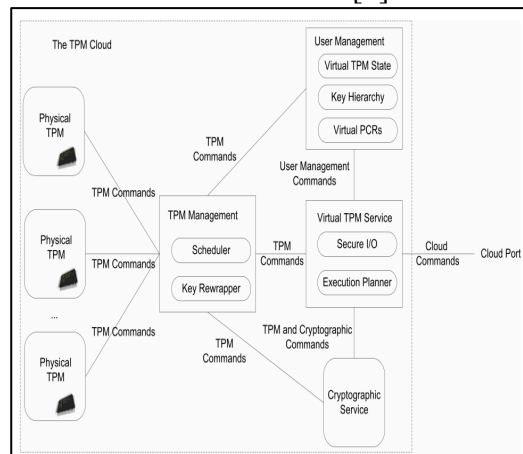 The TPM Cloud
User Management
Virtual TPM State
Key Hierarchy
Virtual PCRs
Physical
TPM
TPM
Commands
User Management
Commands
TPM Commands
TPM Management
Scheduler
Key Rewrapper
Virtual TPM Service
Secure I/O
Execution Planner
Physical
TPM
TPM Commands
TPM
Commands
Cloud
Commands
Cloud Port
...
TPM Commands
TPM
Commands
TPM and Cryptographic
Commands
Physical
TPM
Cryptographic
Service